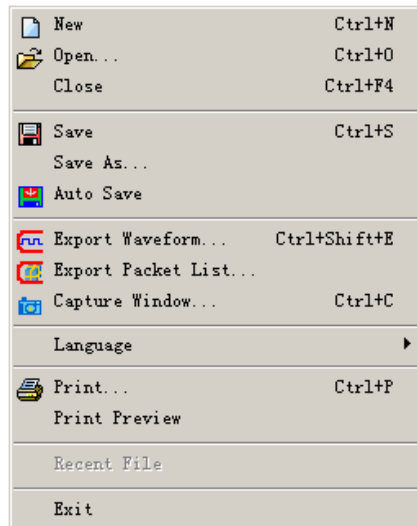 New Ctrl+N
Open... Ctrl+O
Close Ctrl+F4
Save Ctrl+S
Save As...
Auto Save
Export Waveform... Ctrl+Shift+E
Export Packet List...
Capture Window... Ctrl+C
Language
Print... Ctrl+P
Print Preview
Recent File
Exit